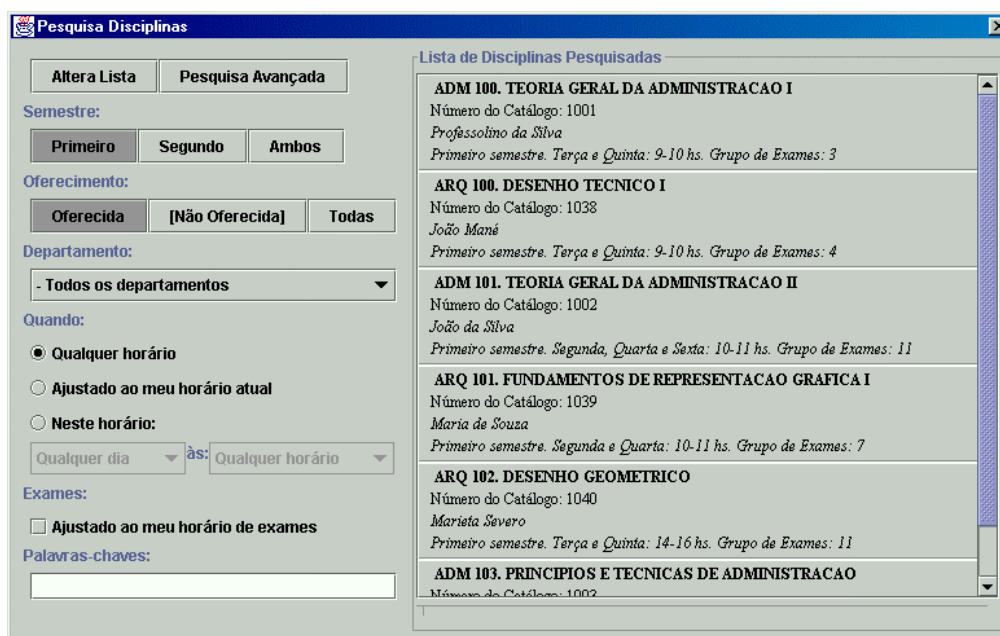 Pesquisa Disciplinas
Altera Lista Pesquisa Avançada
Semestre:
Primeiro Segundo Ambos
Oferecimento:
Oferecida [Não Oferecida] Todas
Departamento:
- Todos os departamentos
Quando:
Qualquer horário
Ajustado ao meu horário atual
Neste horário:
Qualquer dia às: Qualquer horário
Exames:
Ajustado ao meu horário de exames
Palavras-chaves:
Lista de Disciplinas Pesquisadas
ADM 100. TEORIA GERAL DA ADMINISTRACAO I
Número do Catálogo: 1001
Professolino da Silva
Primeiro semestre. Terça e Quinta: 9-10 hs. Grupo de Exames: 3
ARQ 100. DESENHO TECNICO I
Número do Catálogo: 1038
João Mané
Primeiro semestre. Terça e Quinta: 9-10 hs. Grupo de Exames: 4
ADM 101. TEORIA GERAL DA ADMINISTRACAO II
Número do Catálogo: 1002
João da Silva
Primeiro semestre. Segunda, Quarta e Sexta: 10-11 hs. Grupo de Exames: 11
ARQ 101. FUNDAMENTOS DE REPRESENTACAO GRAFICA I
Número do Catálogo: 1039
Maria de Souza
Primeiro semestre. Segunda e Quarta: 10-11 hs. Grupo de Exames: 7
ARQ 102. DESENHO GEOMETRICO
Número do Catálogo: 1040
Marieta Severo
Primeiro semestre. Terça e Quinta: 14-16 hs. Grupo de Exames: 11
ADM 103. PRINCIPIOS E TECNICAS DE ADMINISTRACAO
Número do Catálogo: 1003